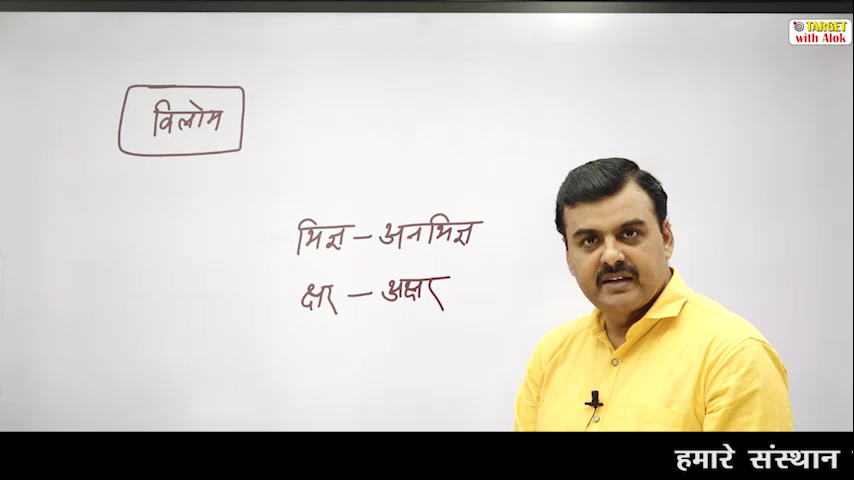 TARGET
with Alok
विलोम
भिज्ञ – अनभिज्ञ
क्षर – अक्षर
हमारे संस्थान